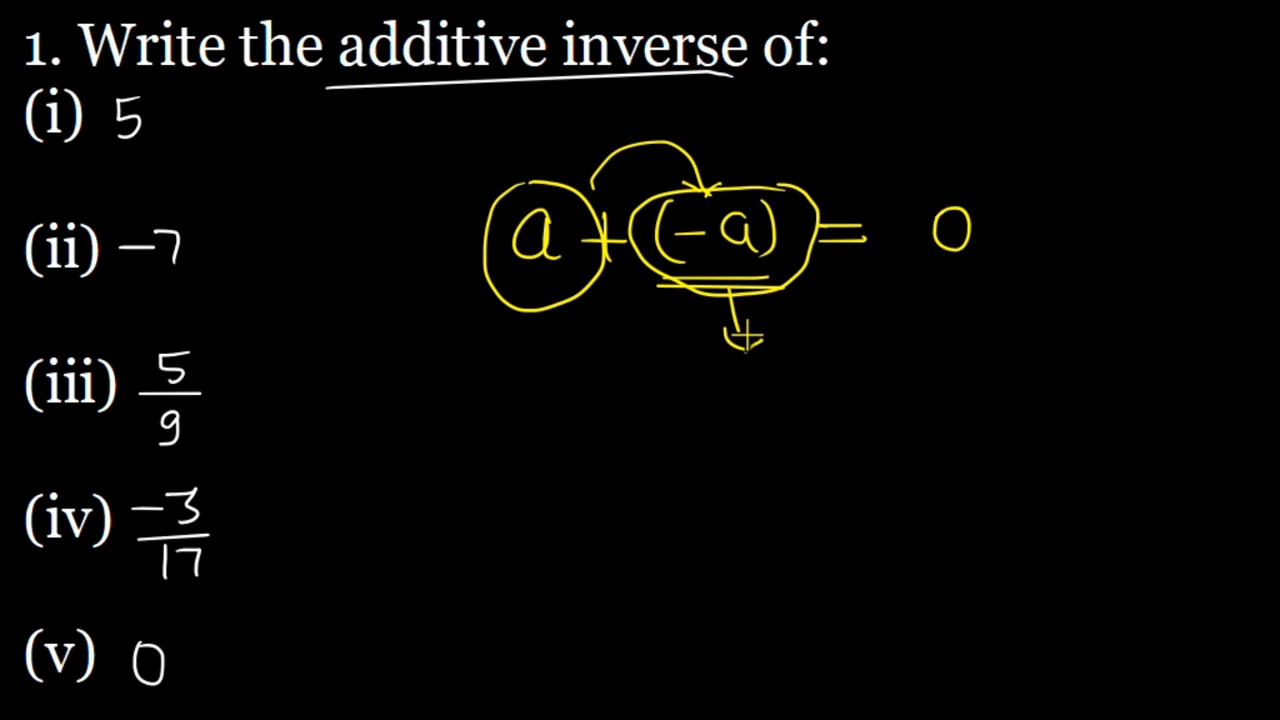 1. Write the additive inverse of:
(i) 5
a + (-a) = 0
(ii) -7
(iii) 5/9
(iv) -3/17
(v) 0